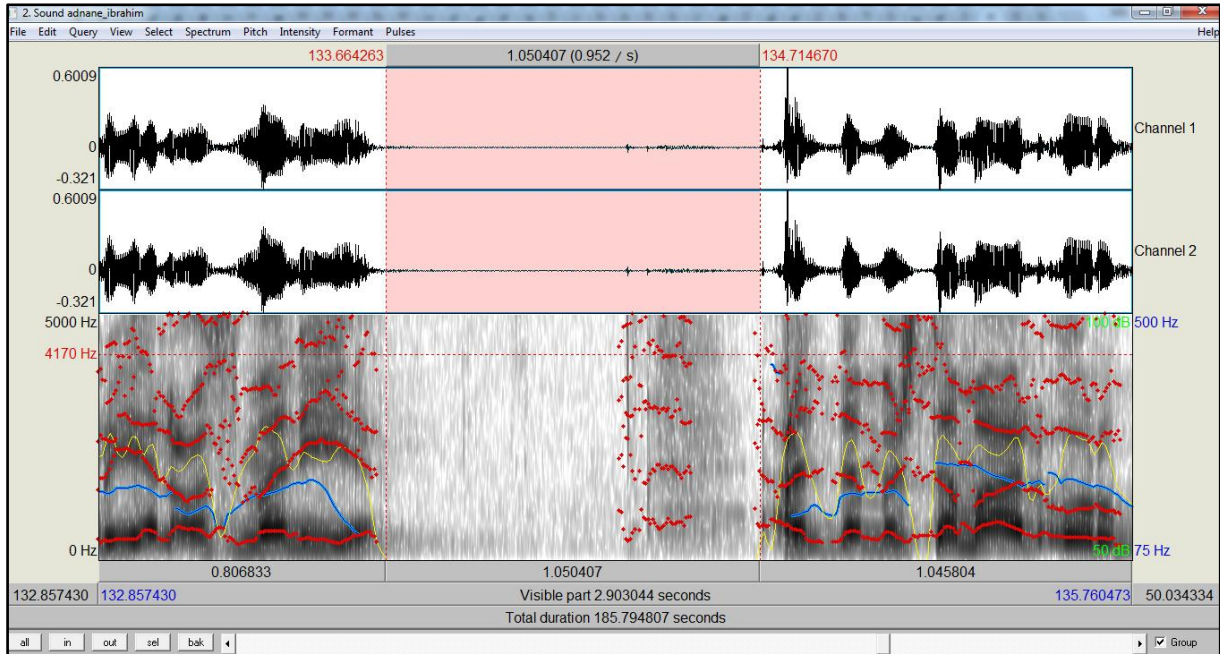 2. Sound adnane_ibrahim
File Edit Query View Select Spectrum Pitch Intensity Formant Pulses Help
133.664263 1.050407 (0.952 / s) 134.714670
0.6009
0 Channel 1
-0.321
0.6009
0 Channel 2
-0.321
5000 Hz 100 dB 500 Hz
4170 Hz
0 Hz 50 dB 75 Hz
0.806833 1.050407 1.045804
132.857430 132.857430 Visible part 2.903044 seconds 135.760473 50.034334
Total duration 185.794807 seconds
all in out sel bak Group